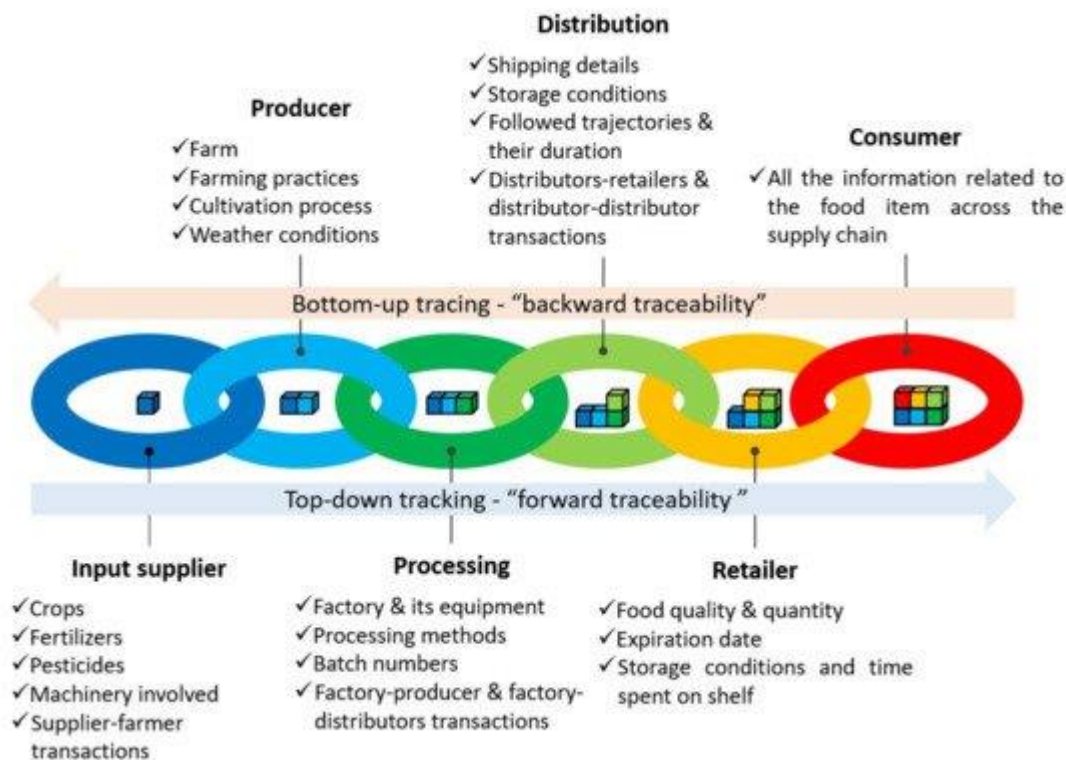 Distribution
✓Shipping details
✓Storage conditions
✓Followed trajectories &
their duration
✓Distributors-retailers &
distributor-distributor
transactions
Producer
✓Farm
✓Farming practices
✓Cultivation process
✓Weather conditions
Consumer
✓All the information related to
the food item across the
supply chain
Bottom-up tracing - “backward traceability”
Top-down tracking - “forward traceability ”
Input supplier
✓Crops
✓Fertilizers
✓Pesticides
✓Machinery involved
✓Supplier-farmer
transactions
Processing
✓Factory & its equipment
✓Processing methods
✓Batch numbers
✓Factory-producer & factory-
distributors transactions
Retailer
✓Food quality & quantity
✓Expiration date
✓Storage conditions and time
spent on shelf